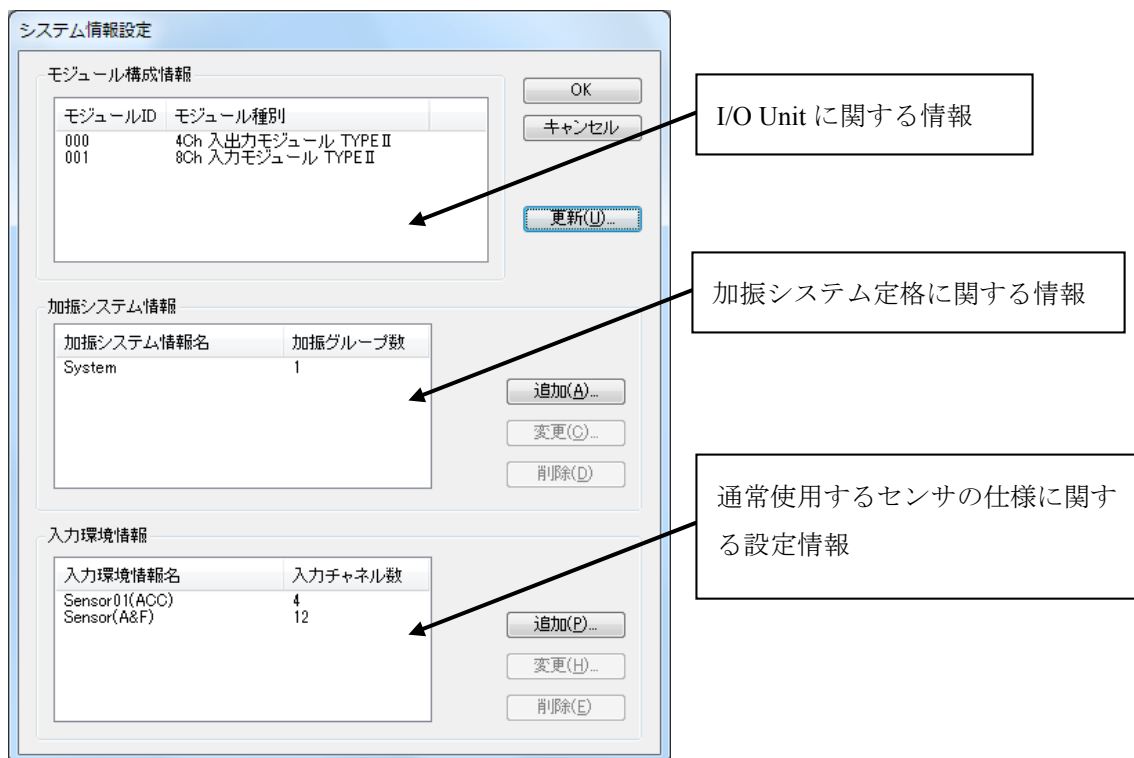 システム情報設定
モジュール構成情報
モジュールID モジュール種別
000 4Ch 入出力モジュール TYPEⅡ
001 8Ch 入力モジュール TYPEⅡ
OK
キャンセル
更新(U)...
I/O Unit に関する情報
加振システム情報
加振システム情報名 加振グループ数
System 1
追加(A)...
変更(C)...
削除(D)
加振システム定格に関する情報
入力環境情報
入力環境情報名 入力チャネル数
Sensor01(ACC) 4
Sensor(A&F) 12
追加(P)...
変更(H)...
削除(E)
通常使用するセンサの仕様に関す
る設定情報